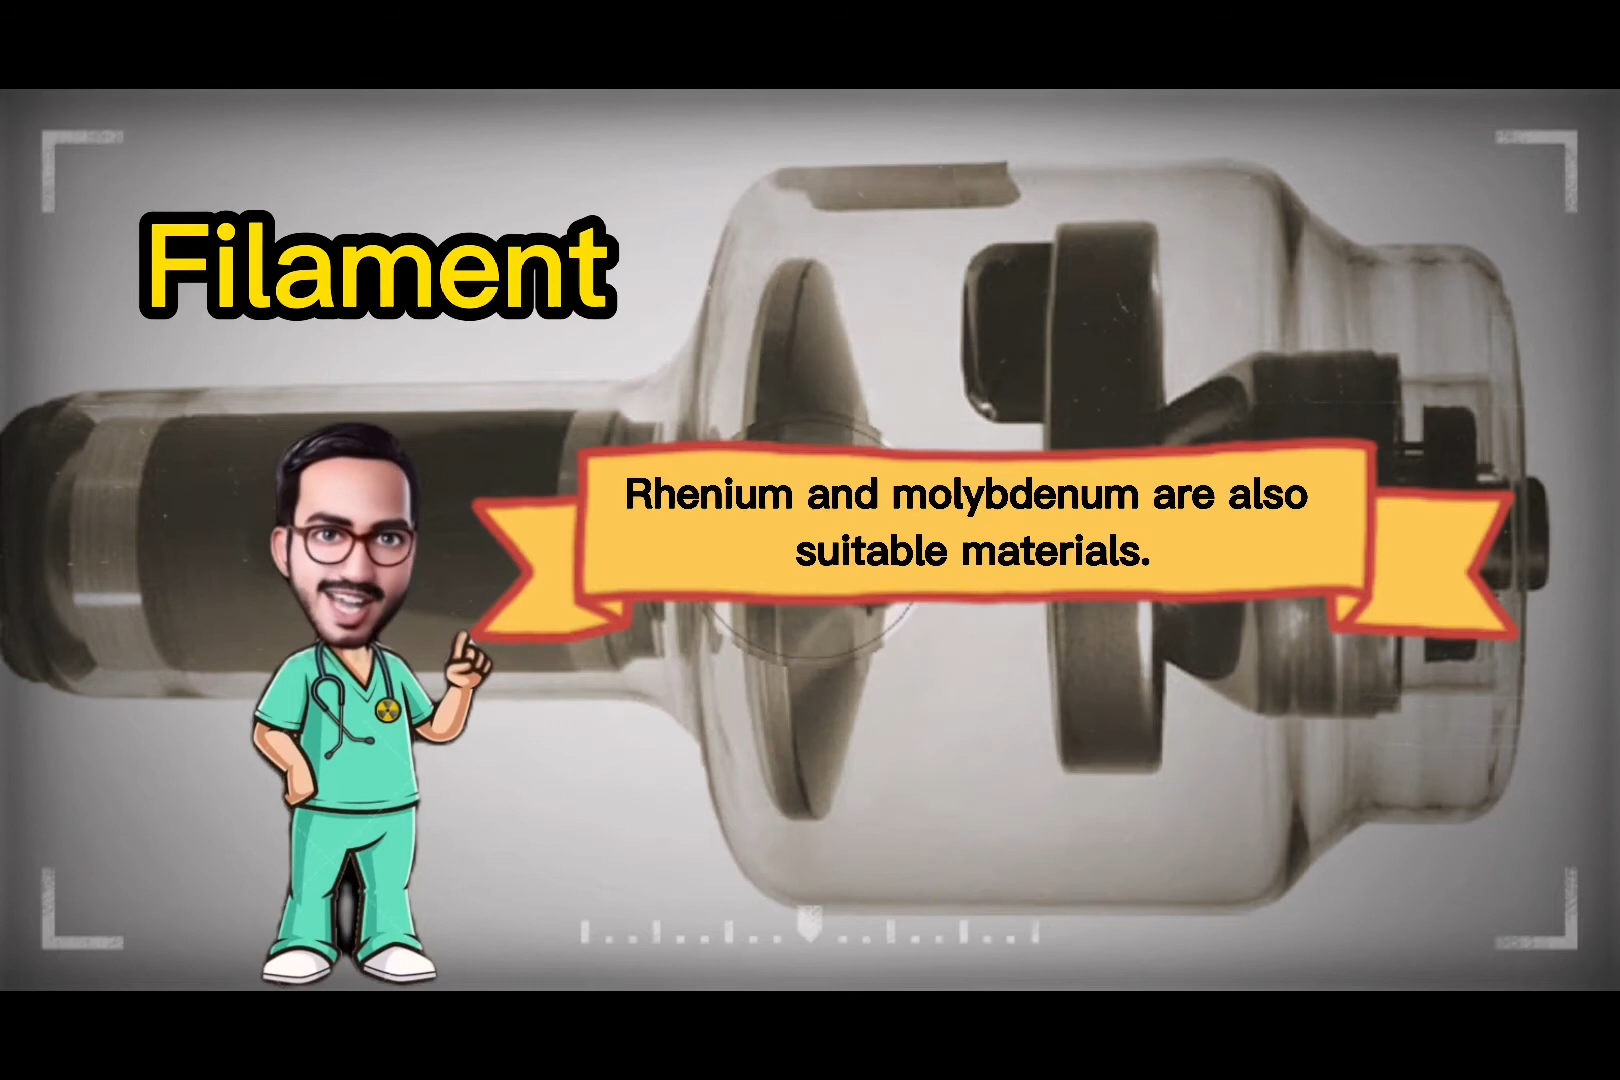 Filament
Rhenium and molybdenum are also
suitable materials.